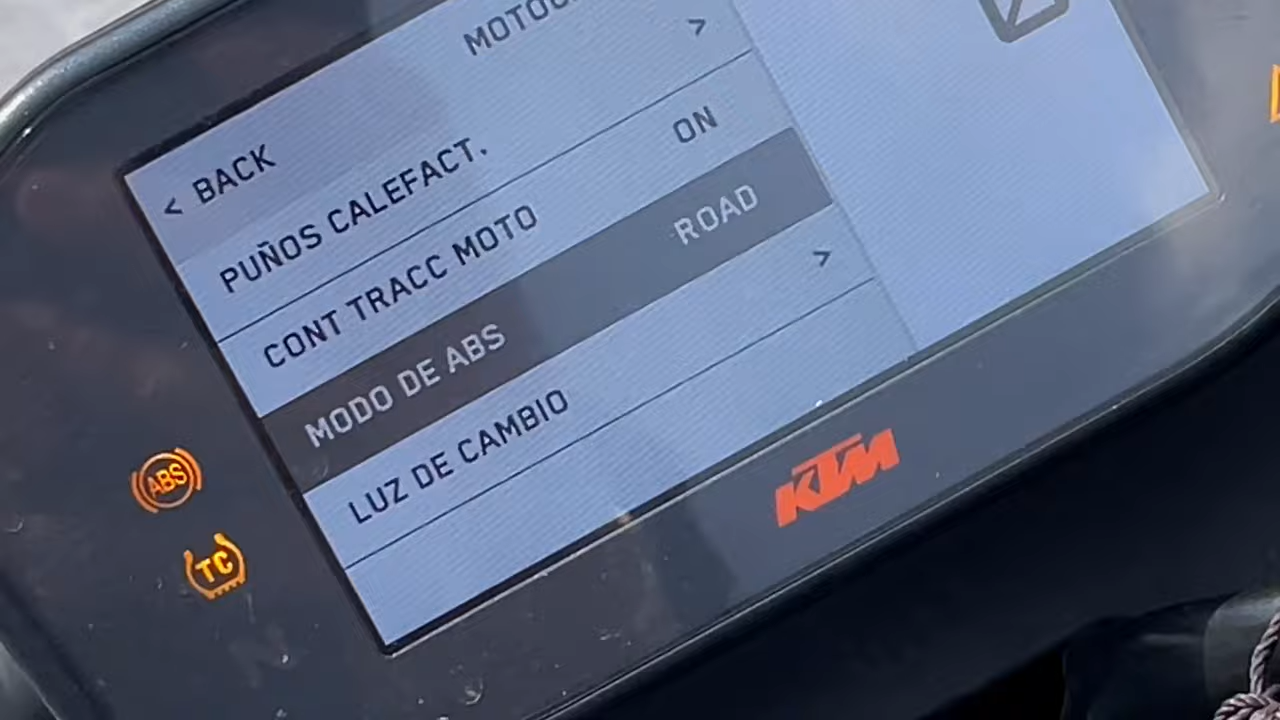 < BACK
PUÑOS CALEFACT. >
CONT TRACC MOTO ON
MODO DE ABS ROAD
LUZ DE CAMBIO >
ABS
TC
KTM